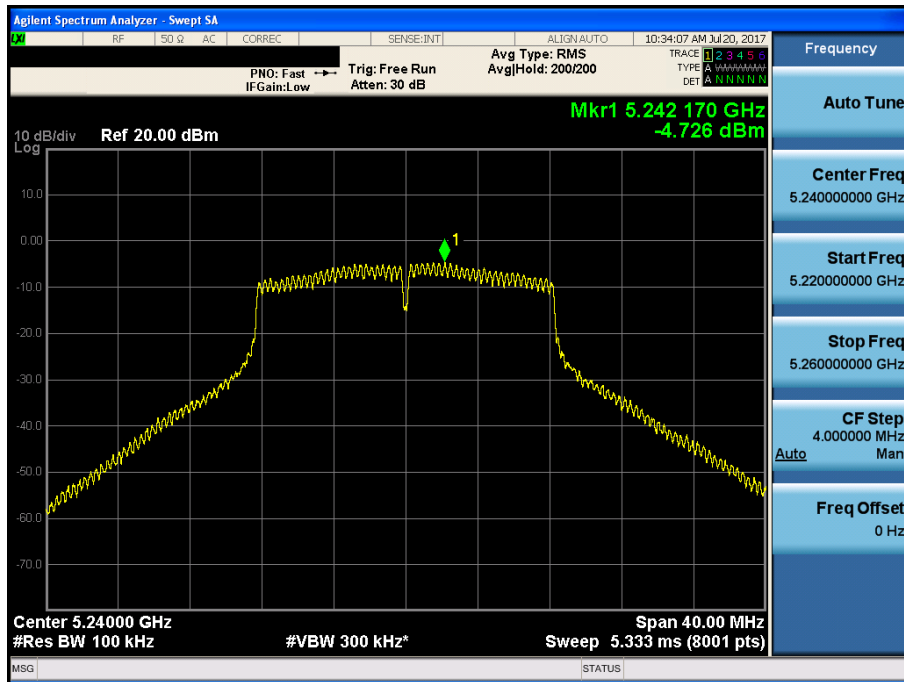 Agilent Spectrum Analyzer - Swept SA
LXI RF 50 Ω AC CORREC SENSE:INT ALIGN AUTO 10:34:07 AM Jul 20, 2017
Frequency
PNO: Fast
IFGain:Low
Trig: Free Run
Atten: 30 dB
Avg Type: RMS
Avg|Hold: 200/200
TRACE 1 2 3 4 5 6
TYPE A WWWWW
DET A N N N N N
Auto Tune
Mkr1 5.242 170 GHz
-4.726 dBm
10 dB/div Ref 20.00 dBm
Log
10.0
0.00
-10.0
-20.0
-30.0
-40.0
-50.0
-60.0
-70.0
1
Center Freq
5.240000000 GHz
Start Freq
5.220000000 GHz
Stop Freq
5.260000000 GHz
CF Step
4.000000 MHz
Auto Man
Freq Offset
0 Hz
Center 5.24000 GHz Span 40.00 MHz
#Res BW 100 kHz #VBW 300 kHz* Sweep 5.333 ms (8001 pts)
MSG STATUS